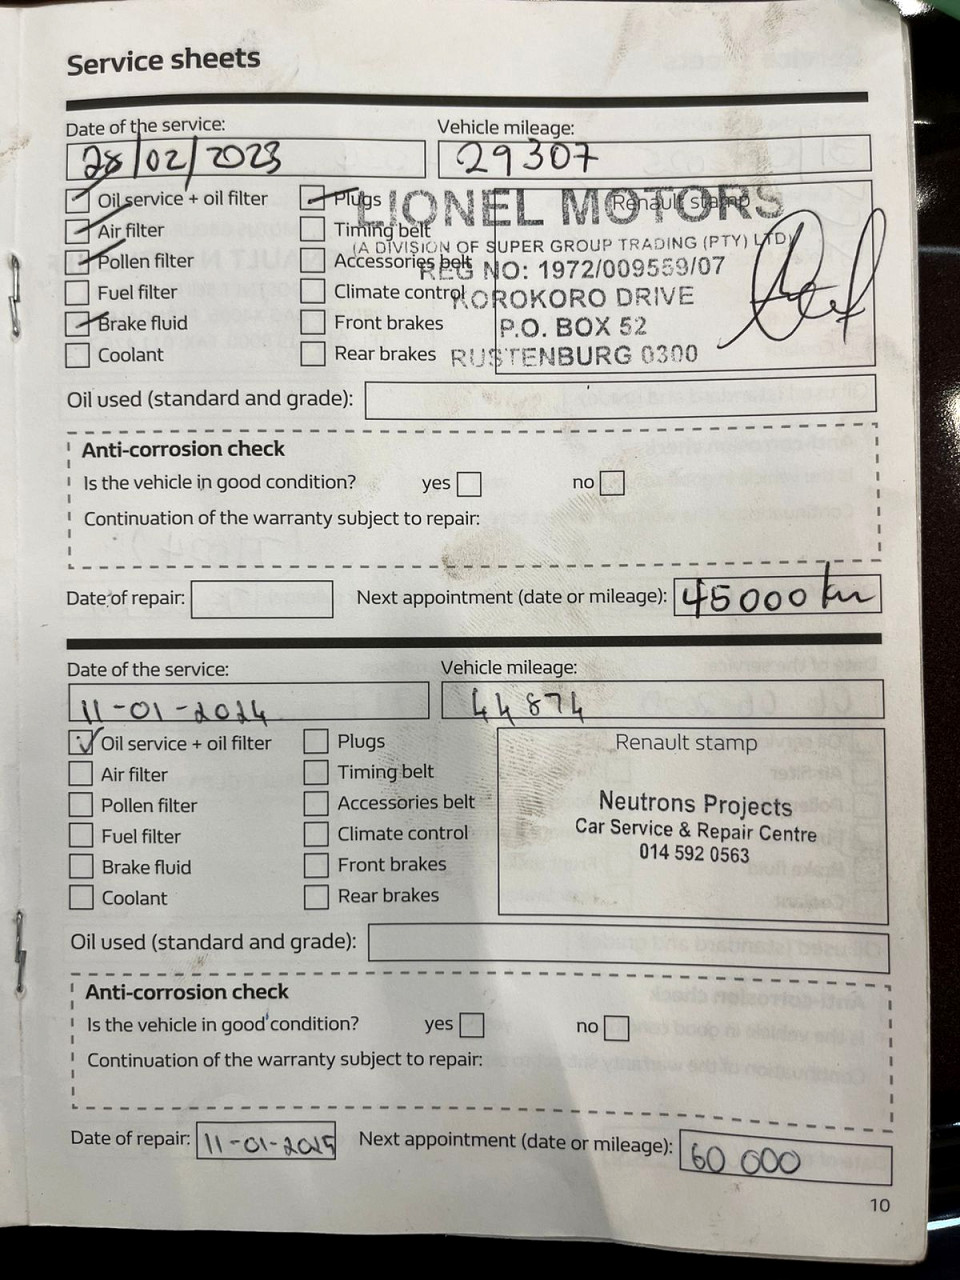 Service sheets
Date of the service: Vehicle mileage:
28/02/2023 29307
Oil service + oil filter Plugs Renault stamp
Air filter Timing belt
Pollen filter Accessories belt
Fuel filter Climate control
Brake fluid Front brakes
Coolant Rear brakes
LIONEL MOTORS
(A DIVISION OF SUPER GROUP TRADING (PTY) LTD)
REG NO: 1972/009559/07
KOROKORO DRIVE
P.O. BOX 52
RUSTENBURG 0300
Oil used (standard and grade):
Anti-corrosion check
Is the vehicle in good condition? yes no
Continuation of the warranty subject to repair:
Date of repair: Next appointment (date or mileage): 45000 km
Date of the service: Vehicle mileage:
11-01-2024 44874
Oil service + oil filter Plugs Renault stamp
Air filter Timing belt
Pollen filter Accessories belt
Fuel filter Climate control
Brake fluid Front brakes
Coolant Rear brakes
Neutrons Projects
Car Service & Repair Centre
014 592 0563
Oil used (standard and grade):
Anti-corrosion check
Is the vehicle in good condition? yes no
Continuation of the warranty subject to repair:
Date of repair: 11-01-2025 Next appointment (date or mileage): 60 000
10